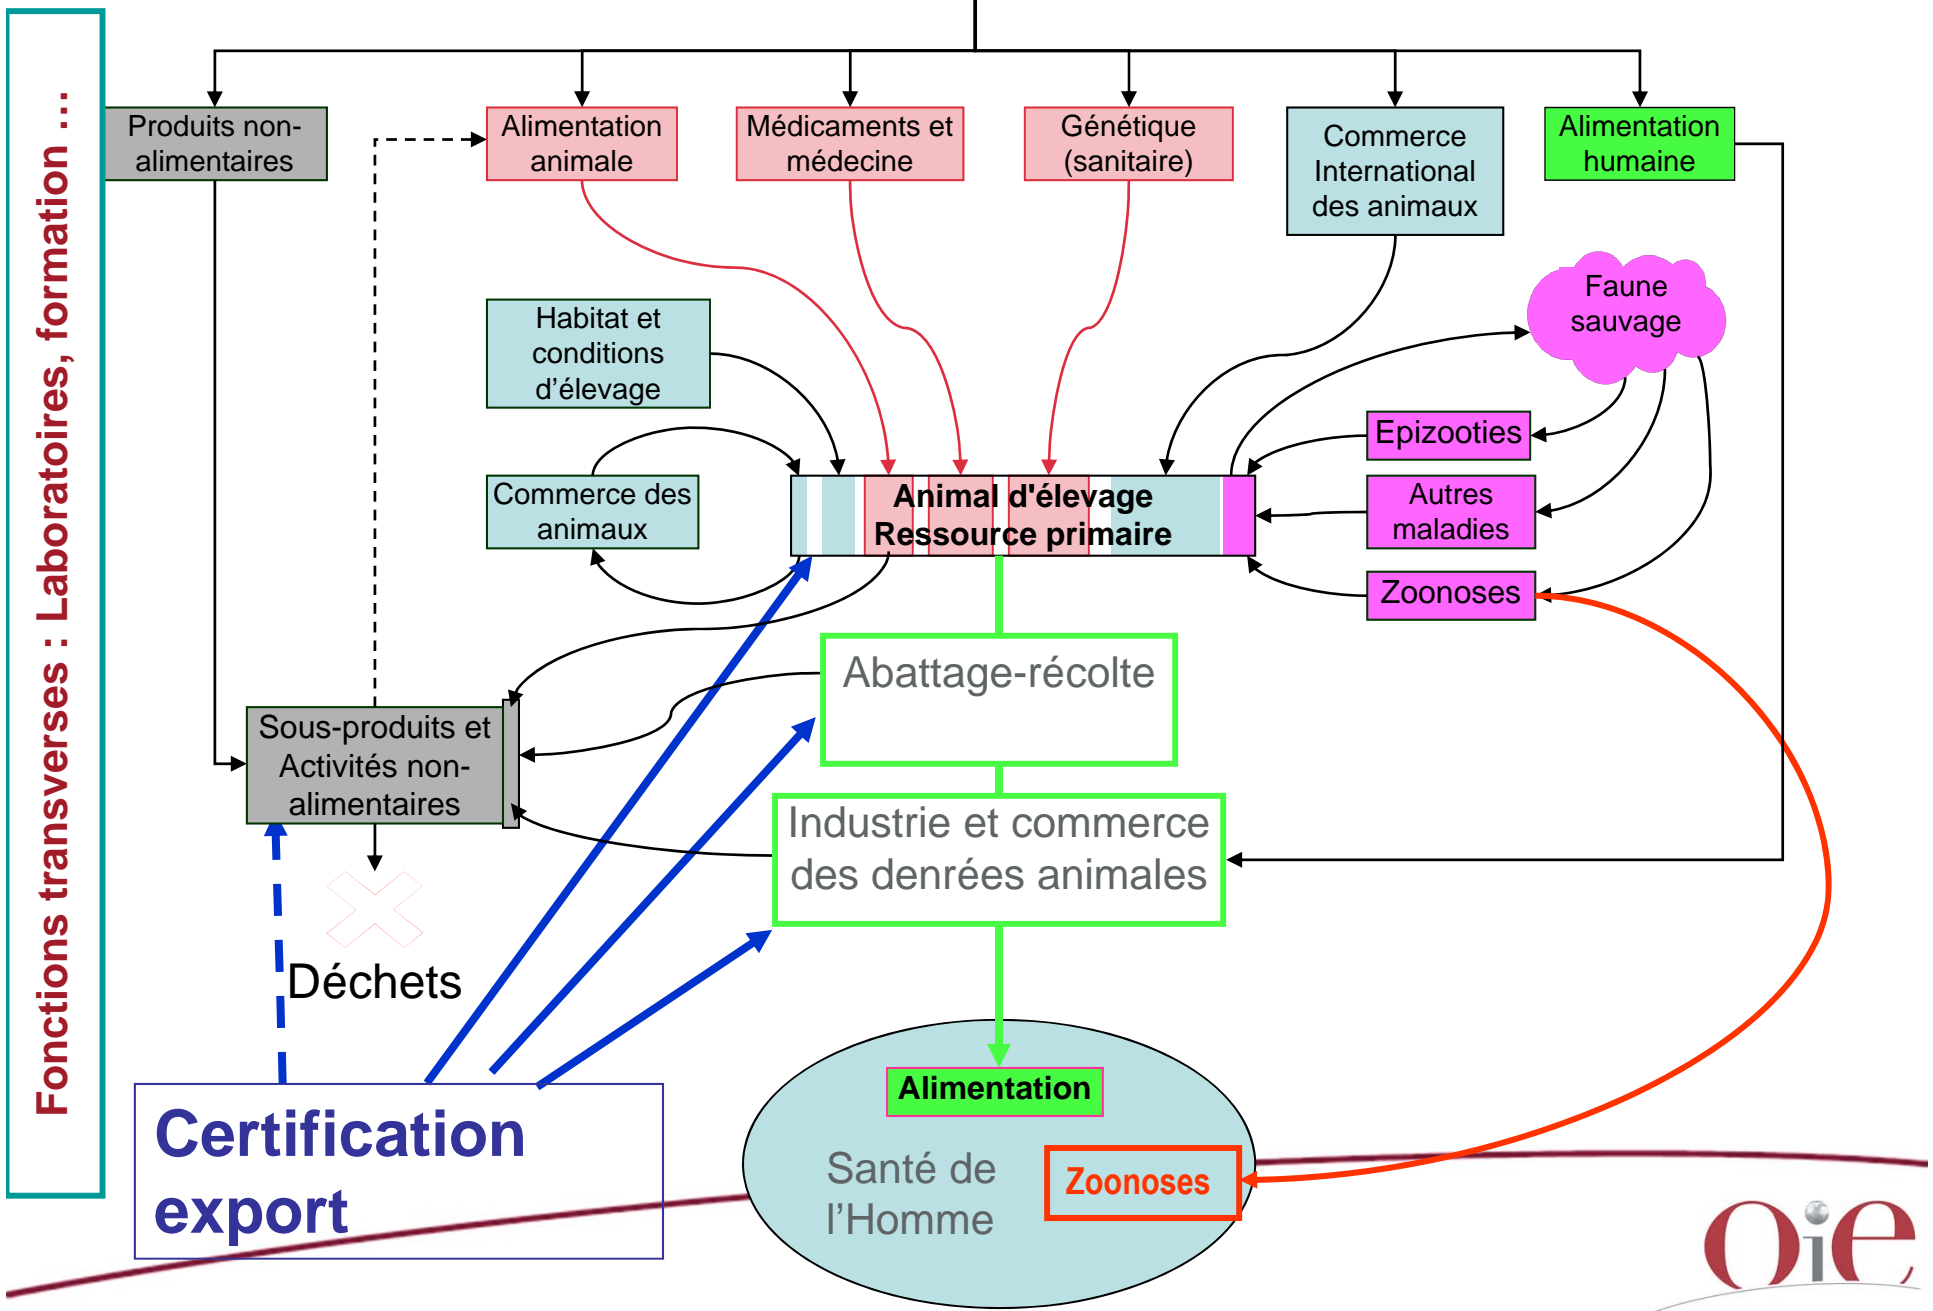 Fonctions transverses : Laboratoires, formation ...
Produits non-
alimentaires
Alimentation
animale
Médicaments et
médecine
Génétique
(sanitaire)
Commerce
International
des animaux
Alimentation
humaine
Faune
sauvage
Habitat et
conditions
d’élevage
Epizooties
Commerce des
animaux
Animal d'élevage
Ressource primaire
Autres
maladies
Zoonoses
Abattage-récolte
Sous-produits et
Activités non-
alimentaires
Industrie et commerce
des denrées animales
Déchets
Certification
export
Alimentation
Santé de
l’Homme
Zoonoses
oie